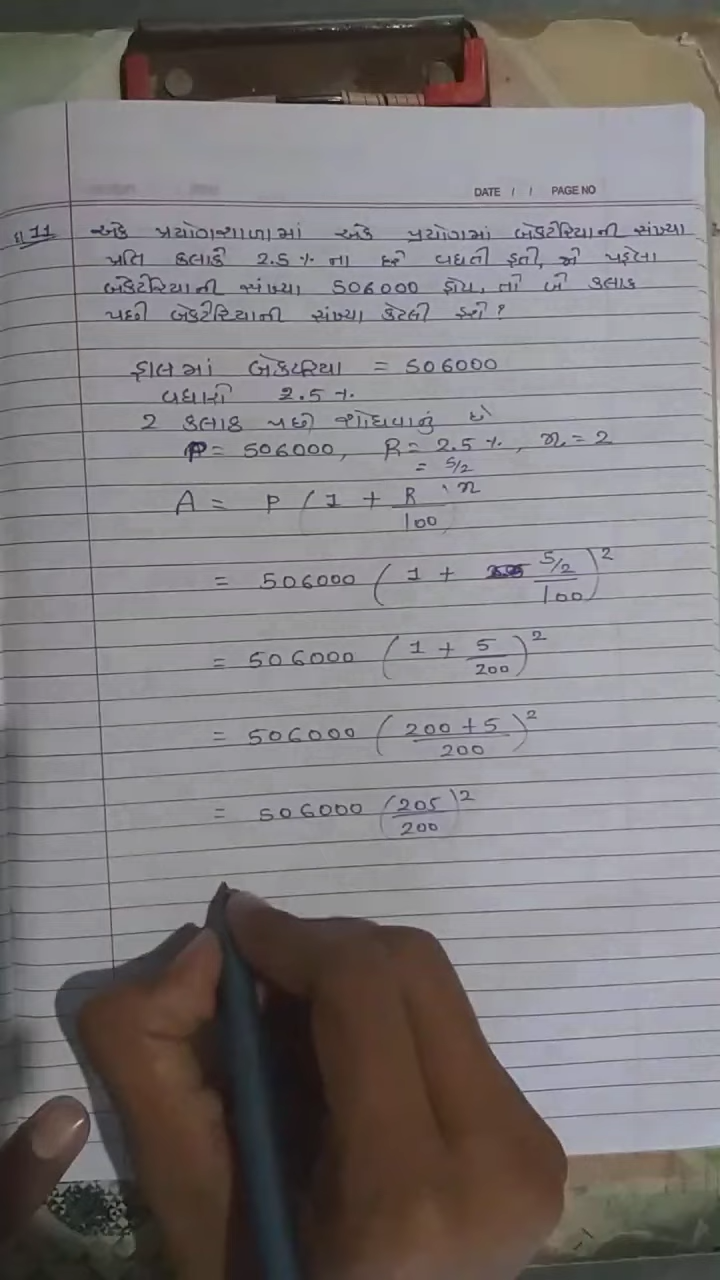 DATE / / PAGE NO
દા 11 એક પ્રયોગશાળામાં એક પ્રયોગમાં બેક્ટેરિયાની સંખ્યા
પ્રતિ કલાકે 2.5 % ના દરે વધતી હતી, જો પહેલા
બેક્ટેરિયાની સંખ્યા 506000 હોય, તો બે કલાક
પછી બેક્ટેરિયાની સંખ્યા કેટલી હશે?
હાલમાં બેક્ટરિયા = 506000
વધારો 2.5 %
2 કલાક પછી શોધવાનું છે
P = 506000, R = 2.5 %, n = 2
= 5/2
A = P ( 1 + R/100 )^n
= 506000 ( 1 + 5/2/100 )^2
= 506000 ( 1 + 5/200 )^2
= 506000 ( 200 + 5/200 )^2
= 506000 ( 205/200 )^2